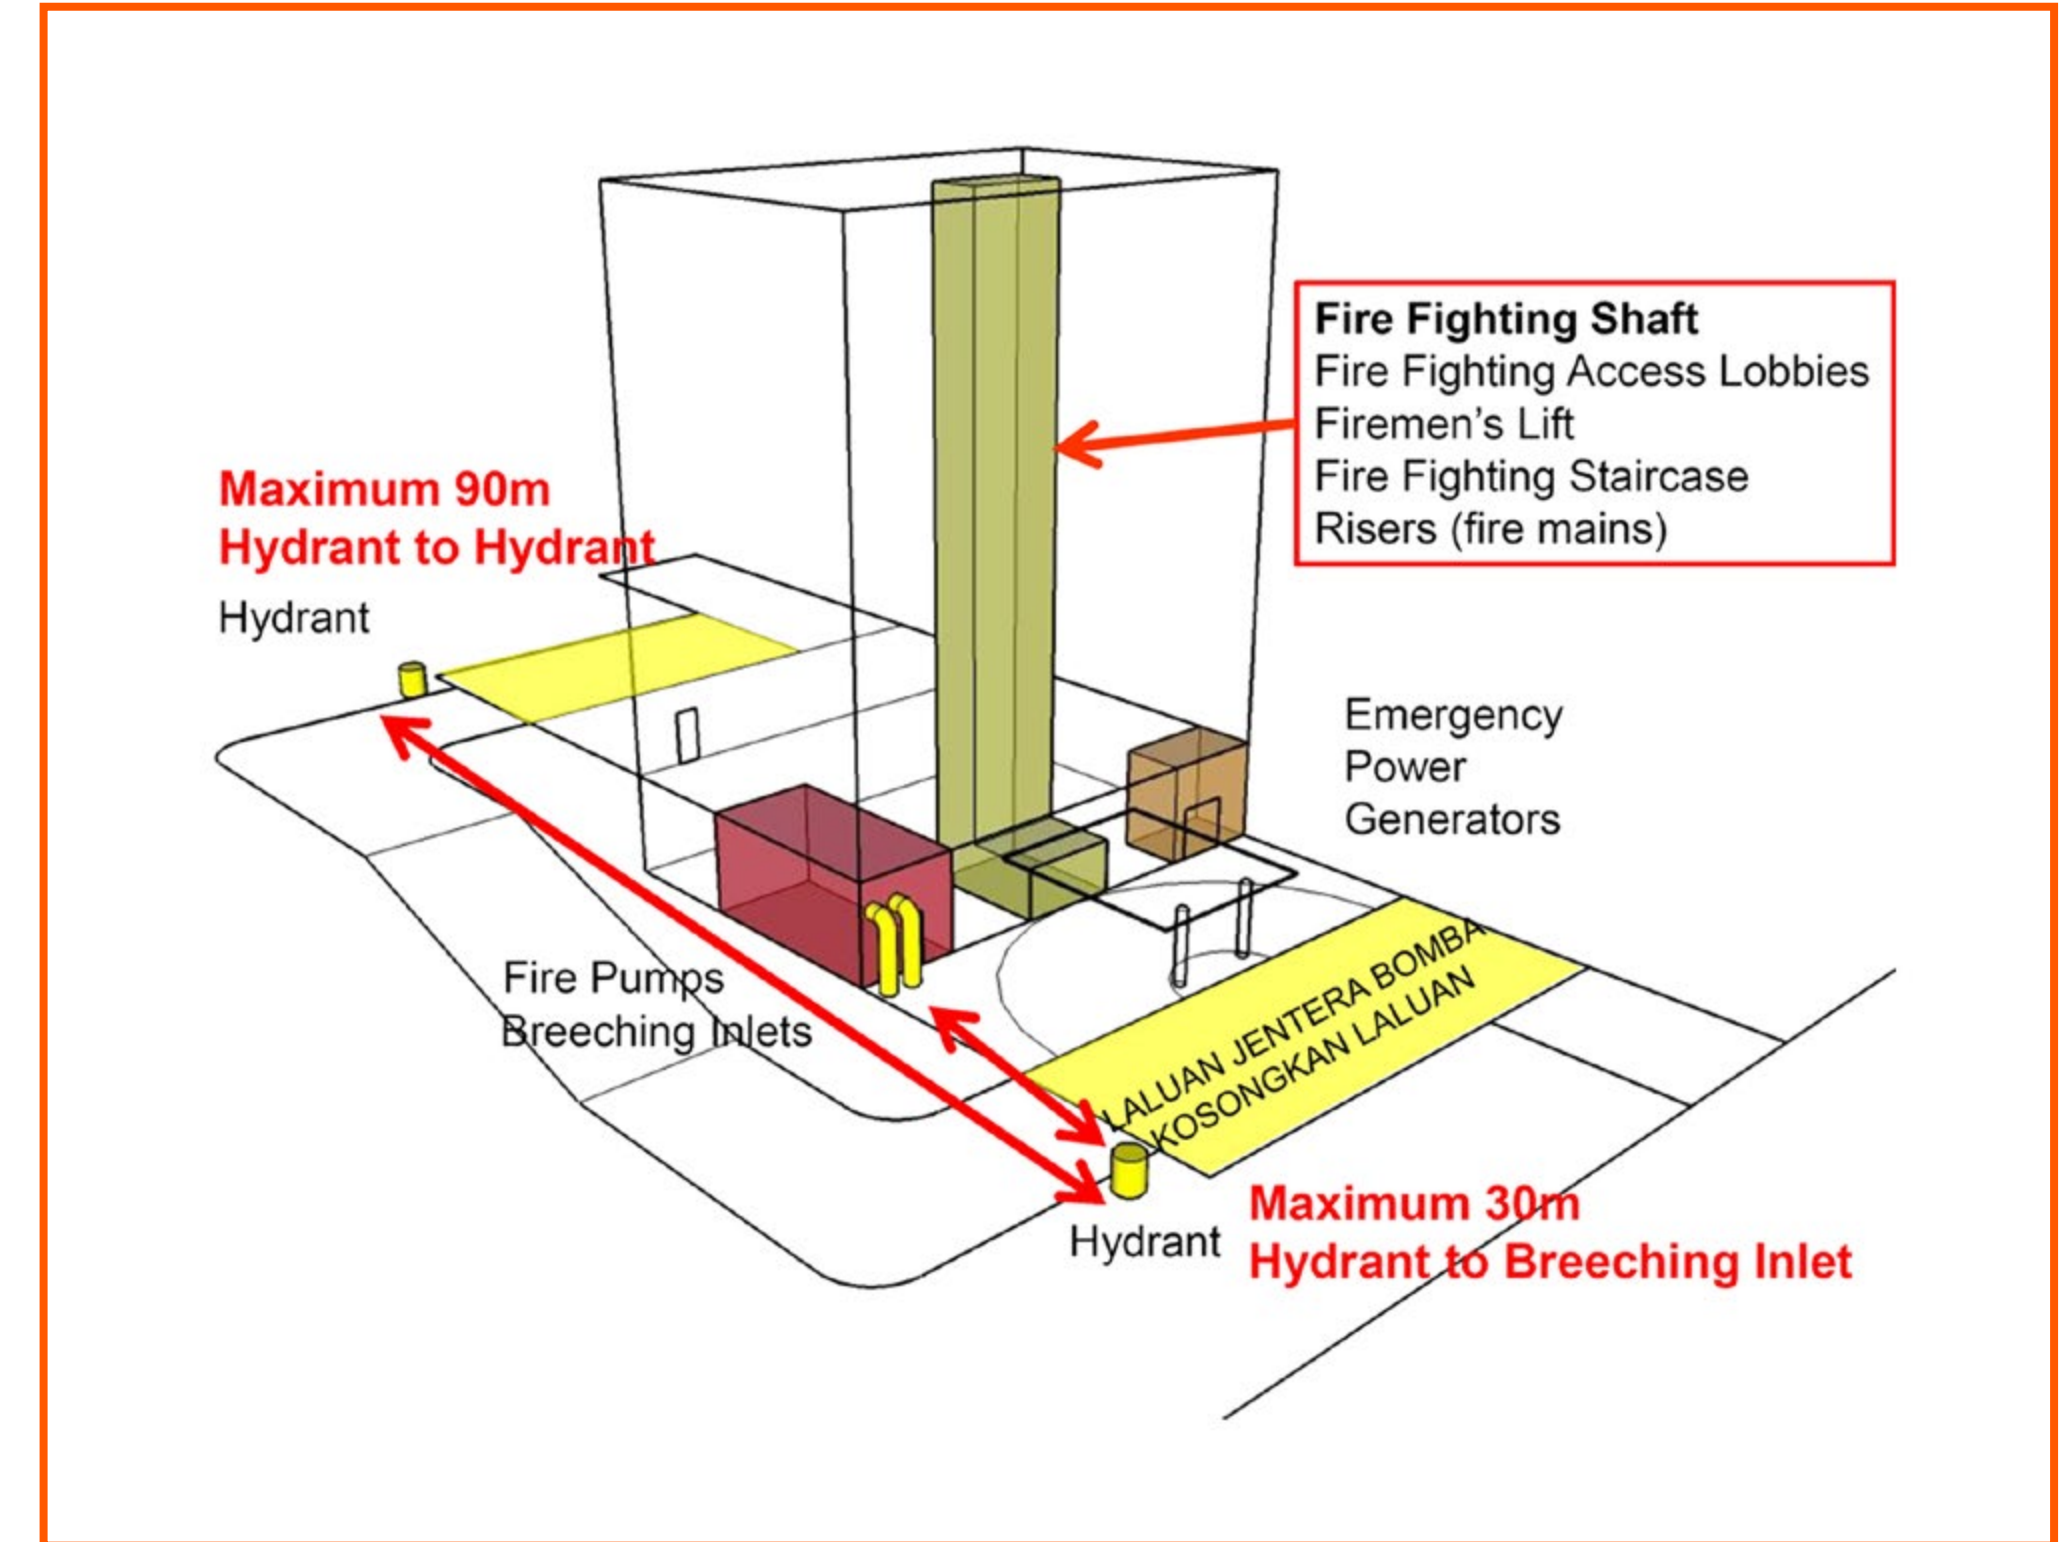 Fire Fighting Shaft
Fire Fighting Access Lobbies
Firemen's Lift
Fire Fighting Staircase
Risers (fire mains)
Maximum 90m
Hydrant to Hydrant
Hydrant
Emergency
Power
Generators
Fire Pumps
Breeching Inlets
LALUAN JENTERA BOMBA
KOSONGKAN LALUAN
Hydrant
Maximum 30m
Hydrant to Breeching Inlet